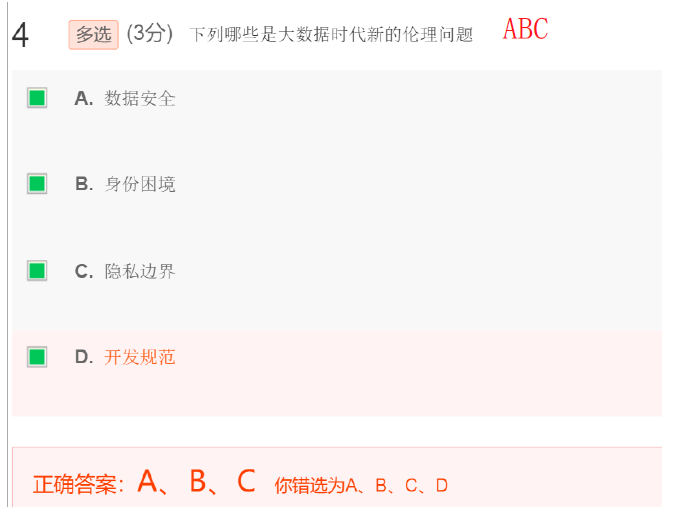 4 多选 (3分) 下列哪些是大数据时代新的伦理问题 ABC
A. 数据安全
B. 身份困境
C. 隐私边界
D. 开发规范
正确答案：A、B、C 你错选为A、B、C、D